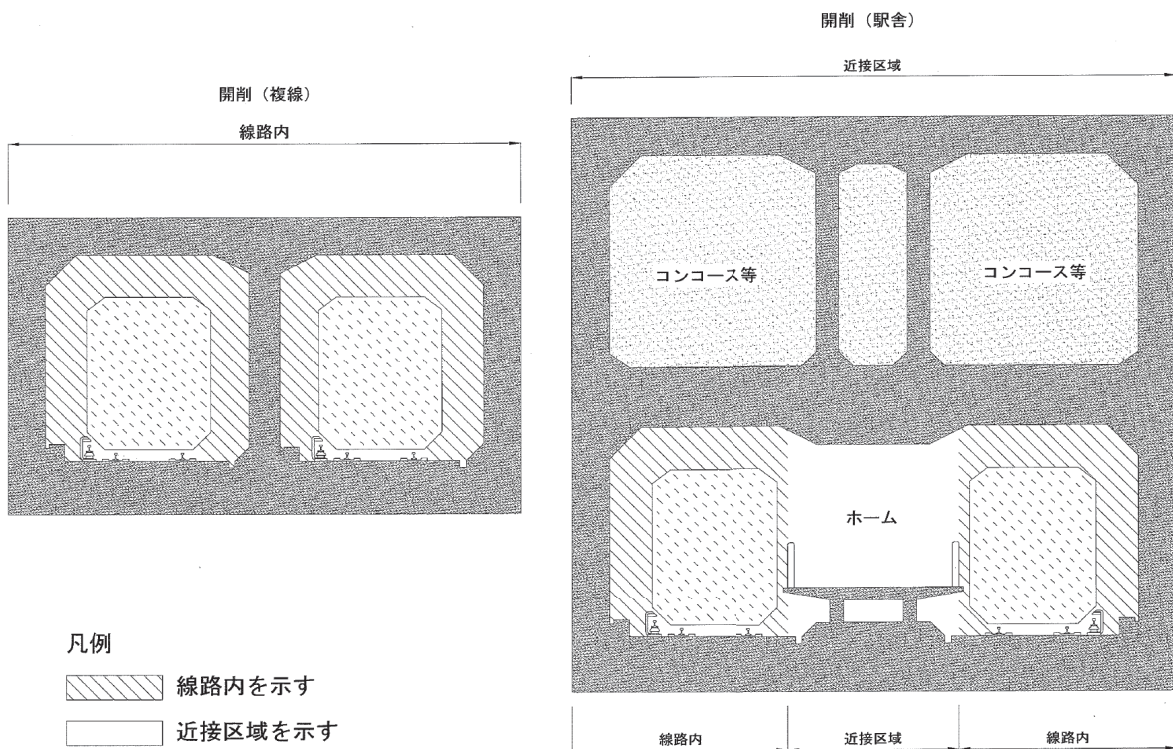 開削（駅舎）
近接区域
開削（複線）
線路内
コンコース等
コンコース等
ホーム
凡例
線路内を示す
近接区域を示す
線路内
近接区域
線路内